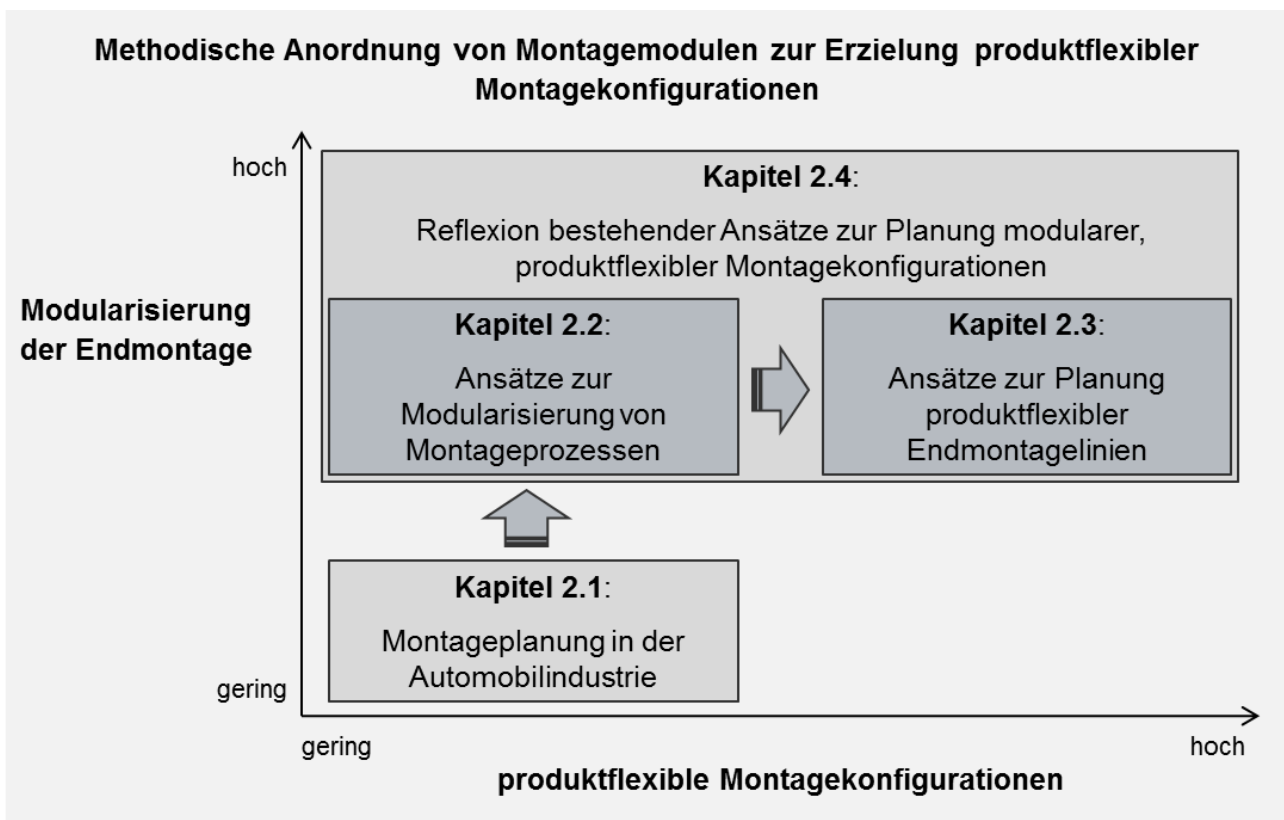 Methodische Anordnung von Montagemodulen zur Erzielung produktflexibler
Montagekonfigurationen
hoch
Kapitel 2.4:
Reflexion bestehender Ansätze zur Planung modularer,
produktflexibler Montagekonfigurationen
Modularisierung
der Endmontage
Kapitel 2.2:
Ansätze zur
Modularisierung von
Montageprozessen
Kapitel 2.3:
Ansätze zur Planung
produktflexibler
Endmontagelinien
Kapitel 2.1:
Montageplanung in der
Automobilindustrie
gering
gering
hoch
produktflexible Montagekonfigurationen